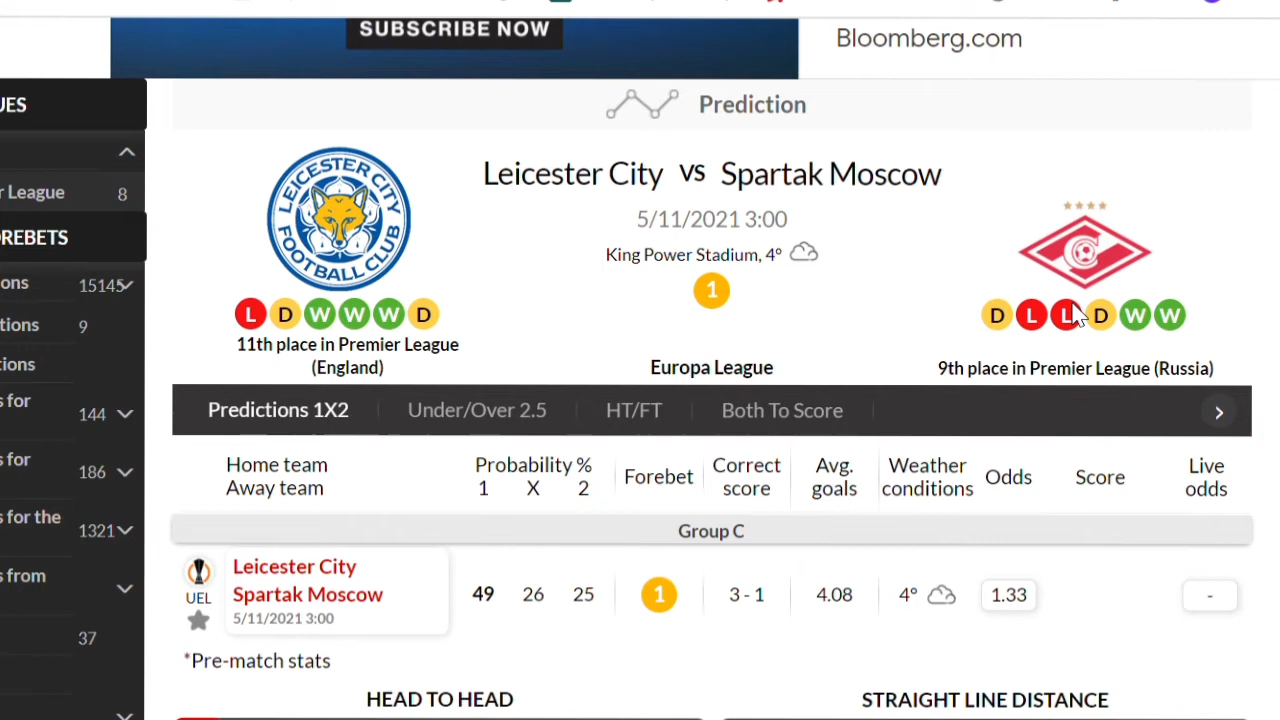 SUBSCRIBE NOW
Bloomberg.com
UES
Prediction
r League 8
OREBETS
LEICESTER CITY
FOOTBALL CLUB
Leicester City VS Spartak Moscow
5/11/2021 3:00
King Power Stadium, 4°
1
L D W W W D
D L L D W W
11th place in Premier League
(England)
Europa League
9th place in Premier League (Russia)
ons 15145
tions 9
tions
s for
144
s for
186
s for the
1321
s from
37
Predictions 1X2 Under/Over 2.5 HT/FT Both To Score >
Home team
Away team
Probability %
1 X 2
Forebet
Correct
score
Avg.
goals
Weather
conditions
Odds
Score
Live
odds
Group C
UEL
Leicester City
Spartak Moscow
5/11/2021 3:00
49 26 25 1 3 - 1 4.08 4° 1.33 -
*Pre-match stats
HEAD TO HEAD STRAIGHT LINE DISTANCE